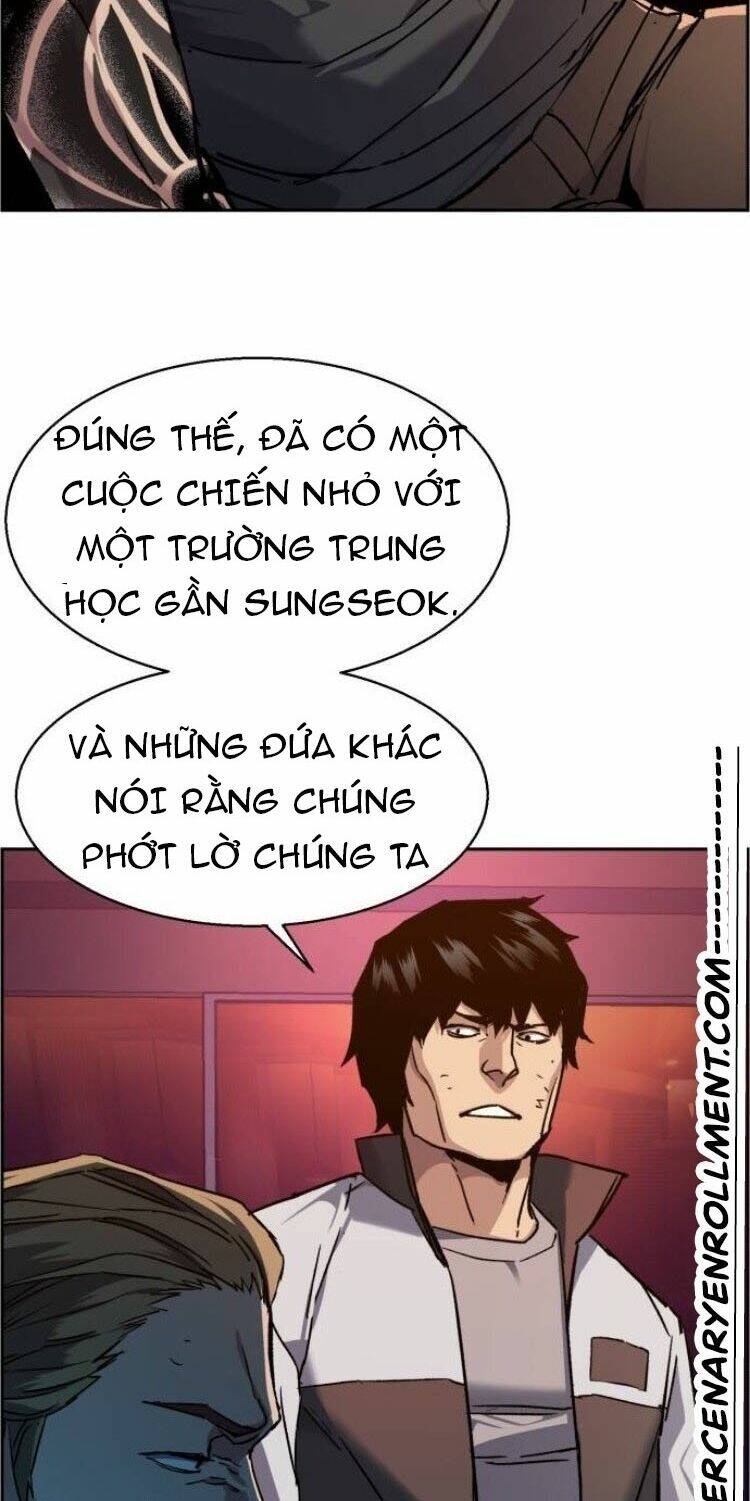 ĐÚNG THẾ, ĐÃ CÓ MỘT
CUỘC CHIẾN NHỎ VỚI
MỘT TRƯỜNG TRUNG
HỌC GẦN SUNGSEOK.
VÀ NHỮNG ĐỨA KHÁC
NÓI RẰNG CHÚNG
PHỚT LỜ CHÚNG TA
ERCENARYENROLLMENT.COM